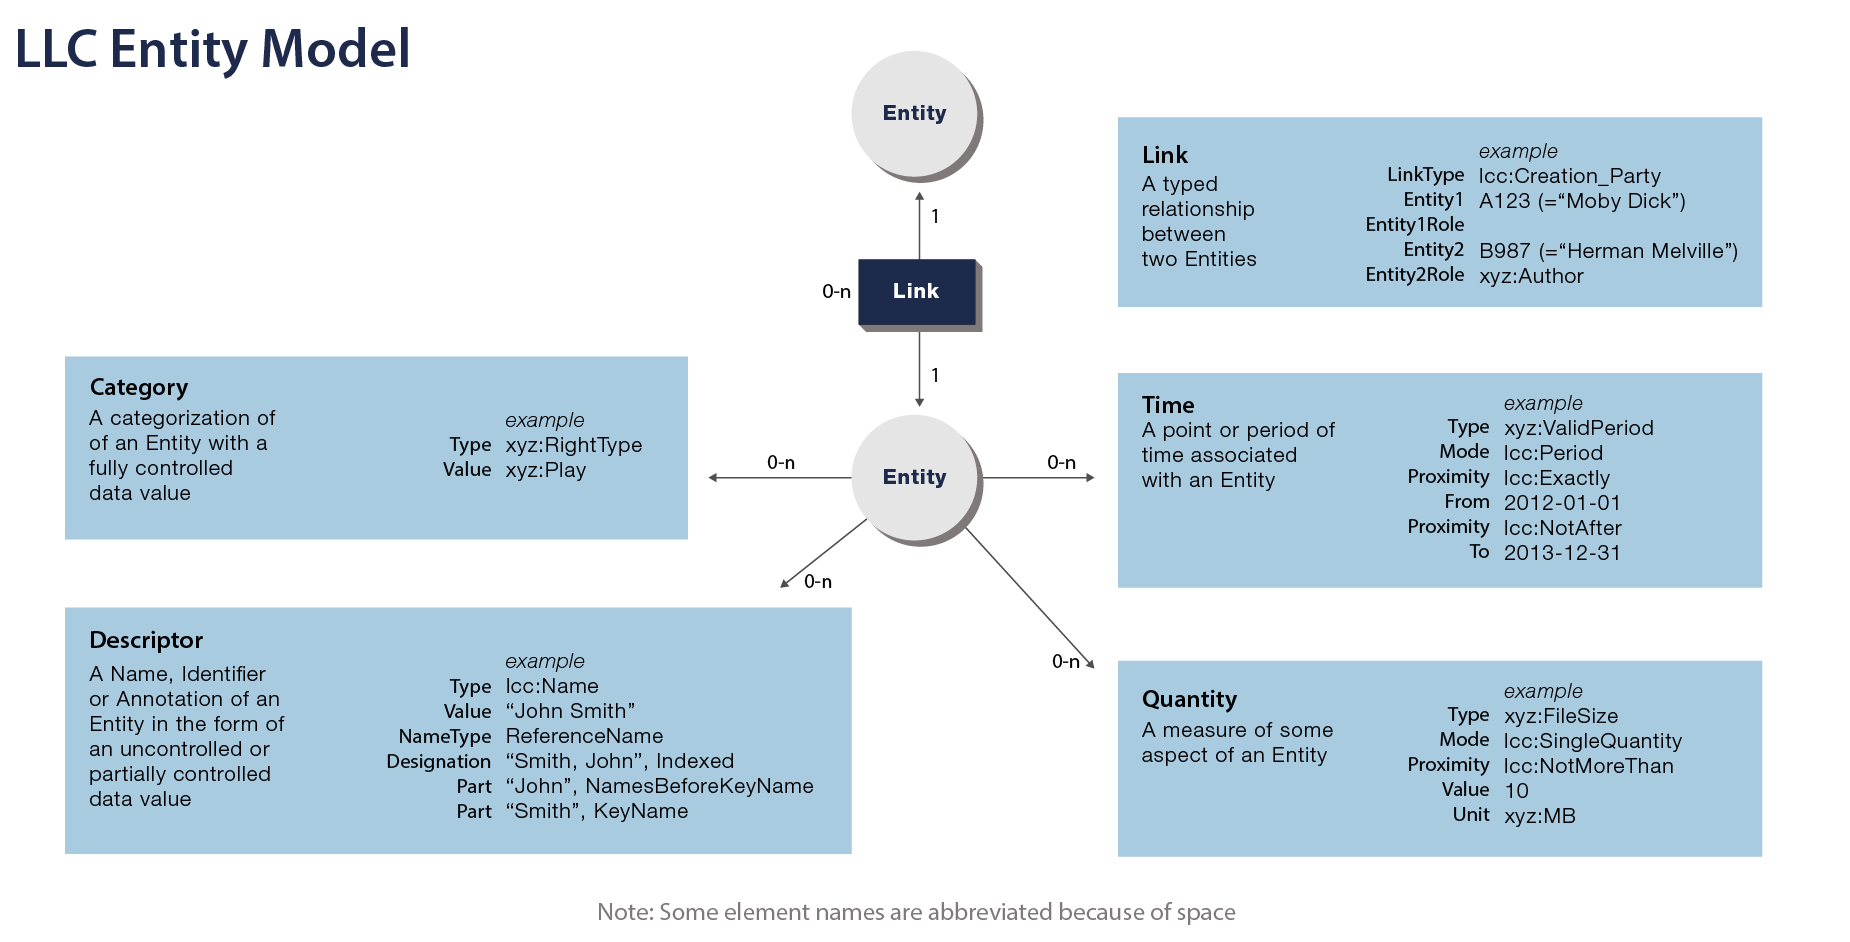 LLC Entity Model
Entity
1
0-n
Link
1
Entity
0-n
0-n
0-n
0-n
Link
A typed
relationship
between
two Entities
example
LinkType lcc:Creation_Party
Entity1 A123 (=“Moby Dick”)
Entity1Role
Entity2 B987 (=“Herman Melville”)
Entity2Role xyz:Author
Category
A categorization of
of an Entity with a
fully controlled
data value
example
Type xyz:RightType
Value xyz:Play
Time
A point or period of
time associated
with an Entity
example
Type xyz:ValidPeriod
Mode lcc:Period
Proximity lcc:Exactly
From 2012-01-01
Proximity lcc:NotAfter
To 2013-12-31
Descriptor
A Name, Identifier
or Annotation of an
Entity in the form of
an uncontrolled or
partially controlled
data value
example
Type lcc:Name
Value “John Smith”
NameType ReferenceName
Designation “Smith, John”, Indexed
Part “John”, NamesBeforeKeyName
Part “Smith”, KeyName
Quantity
A measure of some
aspect of an Entity
example
Type xyz:FileSize
Mode lcc:SingleQuantity
Proximity lcc:NotMoreThan
Value 10
Unit xyz:MB
Note: Some element names are abbreviated because of space